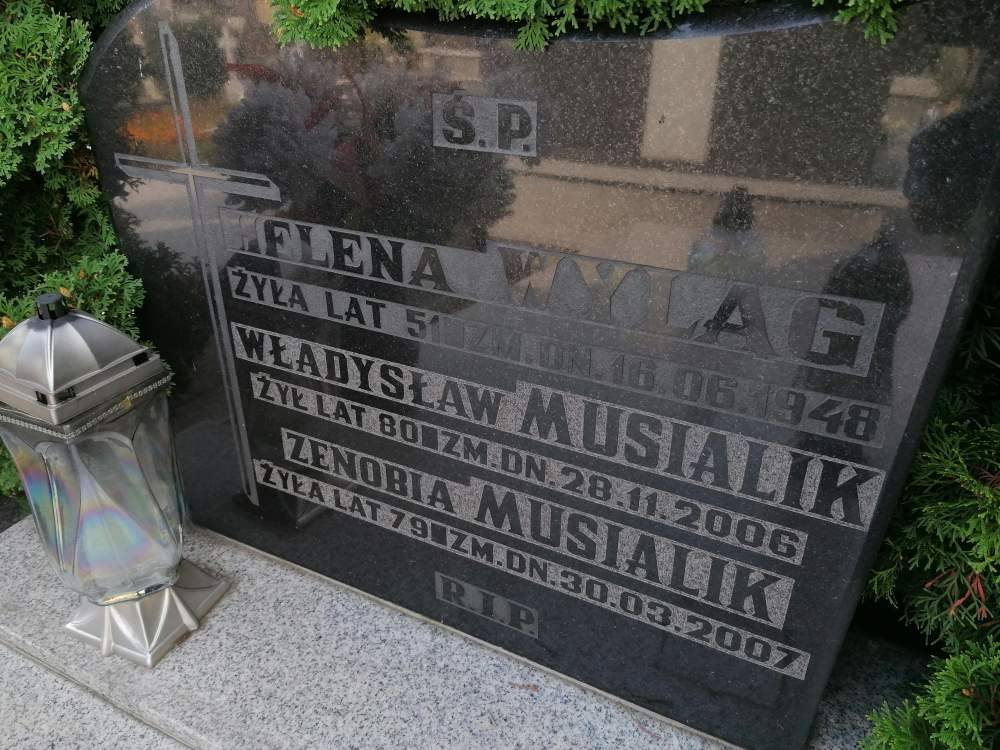 Ś.P.
HELENA WYLĄG
ŻYŁA LAT 51 ZM.DN.16.06.1948
WŁADYSŁAW MUSIALIK
ŻYŁ LAT 80 ZM.DN.28.11.2006
ZENOBIA MUSIALIK
ŻYŁA LAT 79 ZM.DN.30.03.2007
R.I.P.